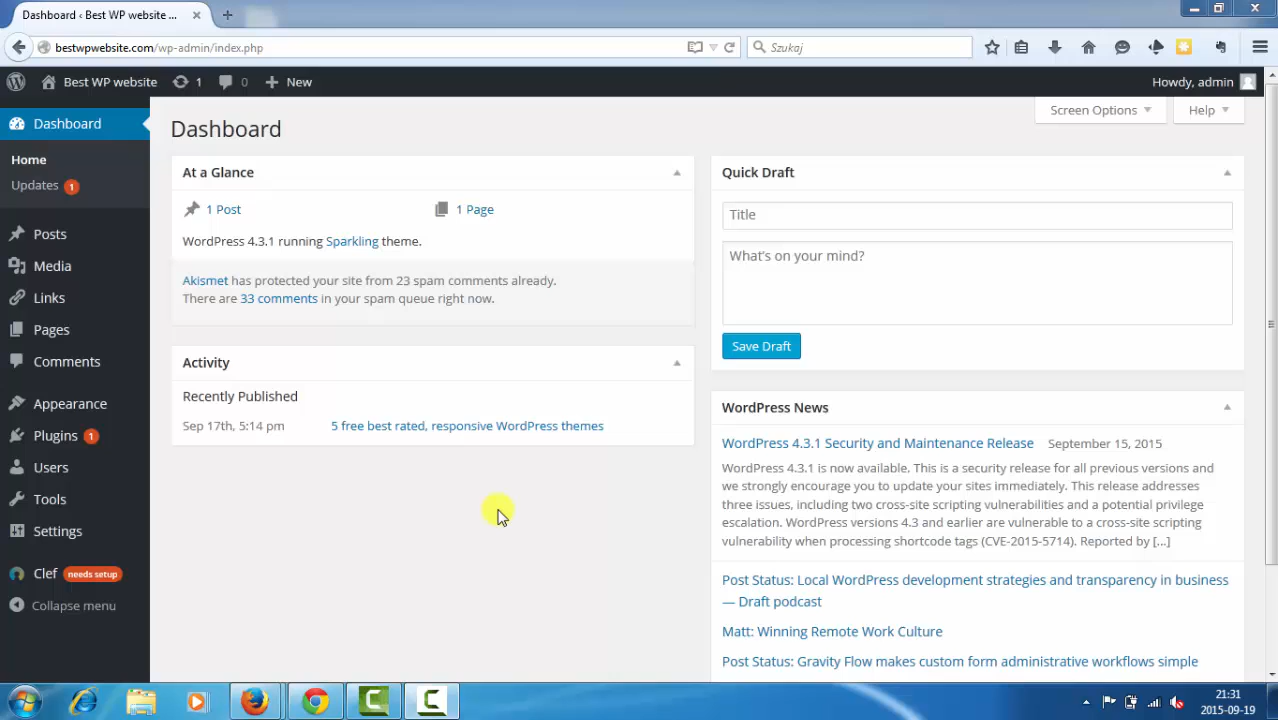 Dashboard ‹ Best WP website ...
bestwpwebsite.com/wp-admin/index.php
Szukaj
Best WP website
1
0
New
Howdy, admin
Dashboard
Home
Updates 1
Posts
Media
Links
Pages
Comments
Appearance
Plugins 1
Users
Tools
Settings
Clef needs setup
Collapse menu
Screen Options
Help
Dashboard
At a Glance
1 Post
1 Page
WordPress 4.3.1 running Sparkling theme.
Akismet has protected your site from 23 spam comments already.
There are 33 comments in your spam queue right now.
Activity
Recently Published
Sep 17th, 5:14 pm
5 free best rated, responsive WordPress themes
Quick Draft
Title
What's on your mind?
Save Draft
WordPress News
WordPress 4.3.1 Security and Maintenance Release September 15, 2015
WordPress 4.3.1 is now available. This is a security release for all previous versions and
we strongly encourage you to update your sites immediately. This release addresses
three issues, including two cross-site scripting vulnerabilities and a potential privilege
escalation. WordPress versions 4.3 and earlier are vulnerable to a cross-site scripting
vulnerability when processing shortcode tags (CVE-2015-5714). Reported by [...]
Post Status: Local WordPress development strategies and transparency in business
— Draft podcast
Matt: Winning Remote Work Culture
Post Status: Gravity Flow makes custom form administrative workflows simple
21:31
2015-09-19